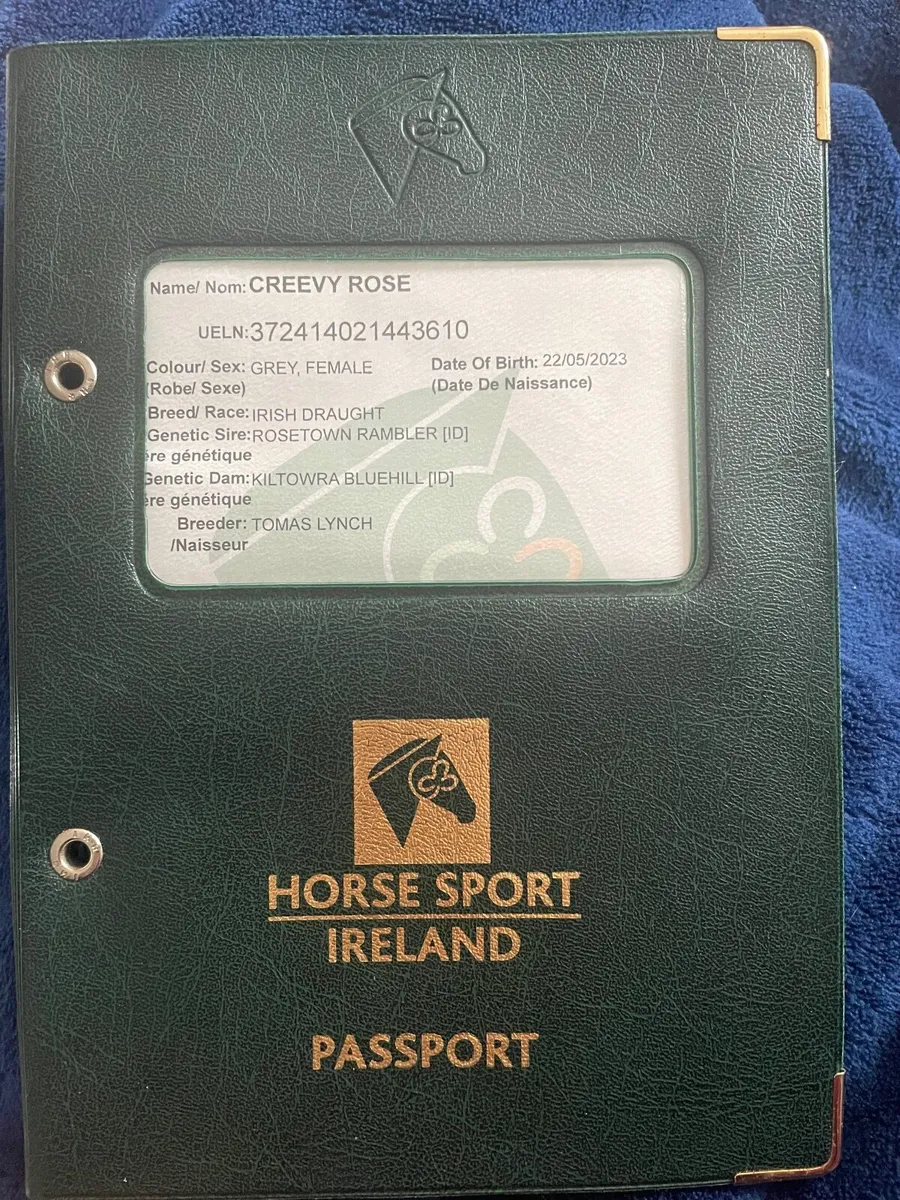 Name/ Nom: CREEVY ROSE
UELN: 372414021443610
Colour/ Sex: GREY, FEMALE Date Of Birth: 22/05/2023
(Robe/ Sexe) (Date De Naissance)
Breed/ Race: IRISH DRAUGHT
Genetic Sire: ROSETOWN RAMBLER [ID]
ère génétique
Genetic Dam: KILTOWRA BLUEHILL [ID]
ère génétique
Breeder: TOMAS LYNCH
/Naisseur
HORSE SPORT
IRELAND
PASSPORT